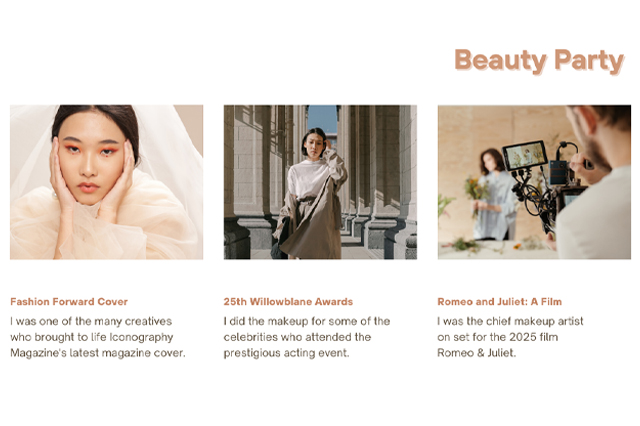 Beauty Party
Fashion Forward Cover
I was one of the many creatives
who brought to life Iconography
Magazine's latest magazine cover.
25th Willowblane Awards
I did the makeup for some of the
celebrities who attended the
prestigious acting event.
Romeo and Juliet: A Film
I was the chief makeup artist
on set for the 2025 film
Romeo & Juliet.